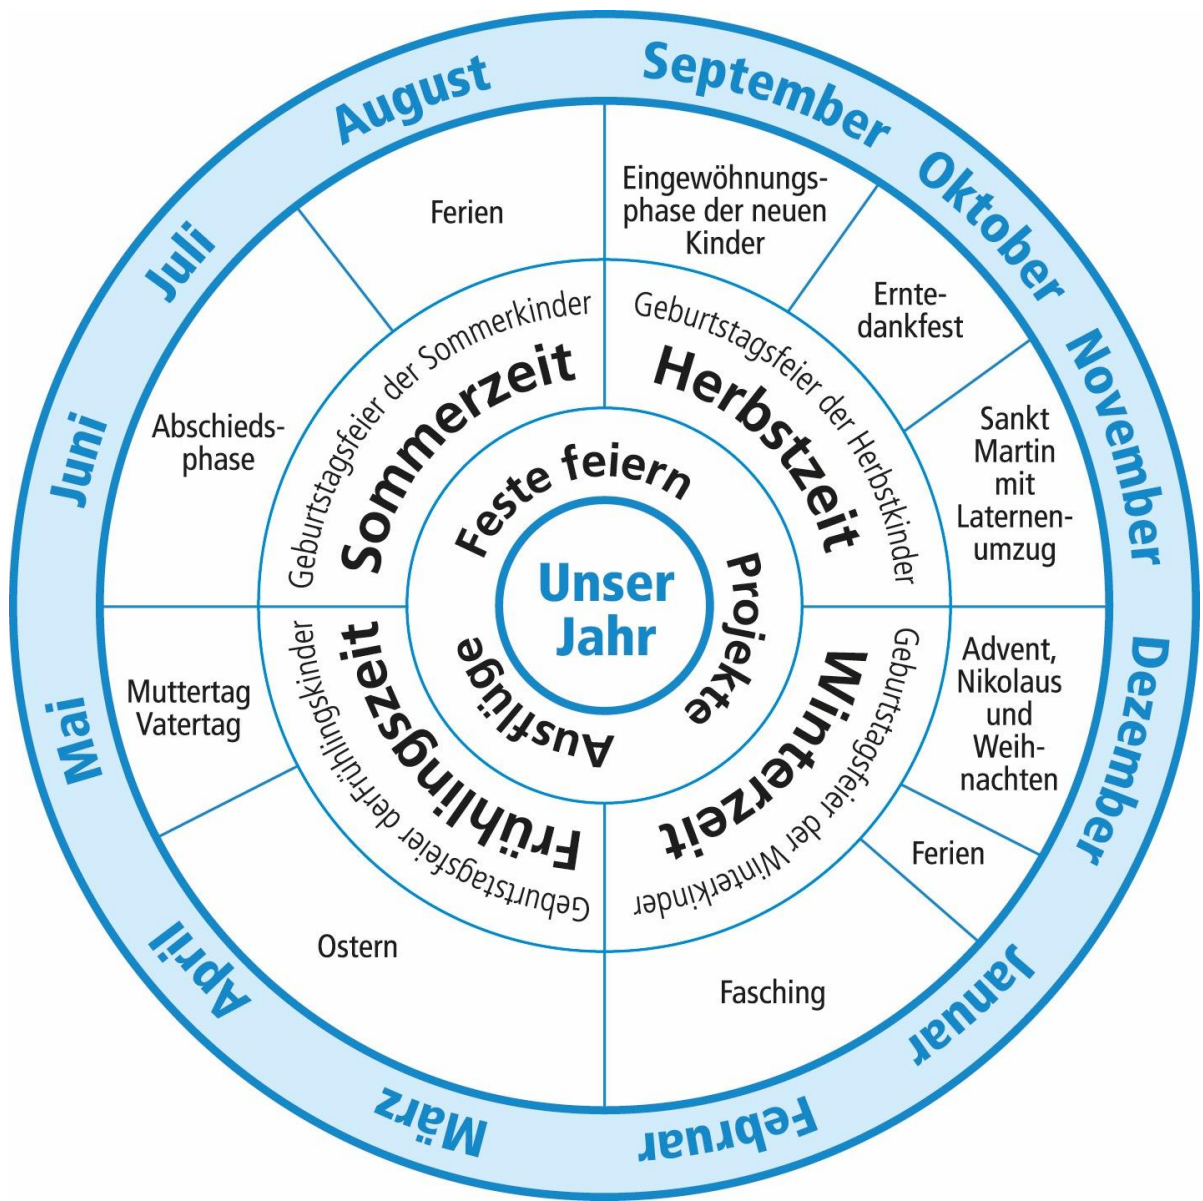 Unser
Jahr
Feste feiern
Projekte
Ausflüge
Herbstzeit
Geburtstagsfeier der Herbstkinder
Winterzeit
Geburtstagsfeier der Winterkinder
Frühlingszeit
Geburtstagsfeier derFrühlingskinder
Sommerzeit
Geburtstagsfeier der Sommerkinder
September
Eingewöhnungs-
phase der neuen
Kinder
Oktober
Ernte-
dankfest
November
Sankt
Martin
mit
Laternen-
umzug
Dezember
Advent,
Nikolaus
und
Weih-
nachten
Ferien
Januar
Fasching
Februar
März
Ostern
April
Mai
Muttertag
Vatertag
Juni
Abschieds-
phase
Juli
August
Ferien